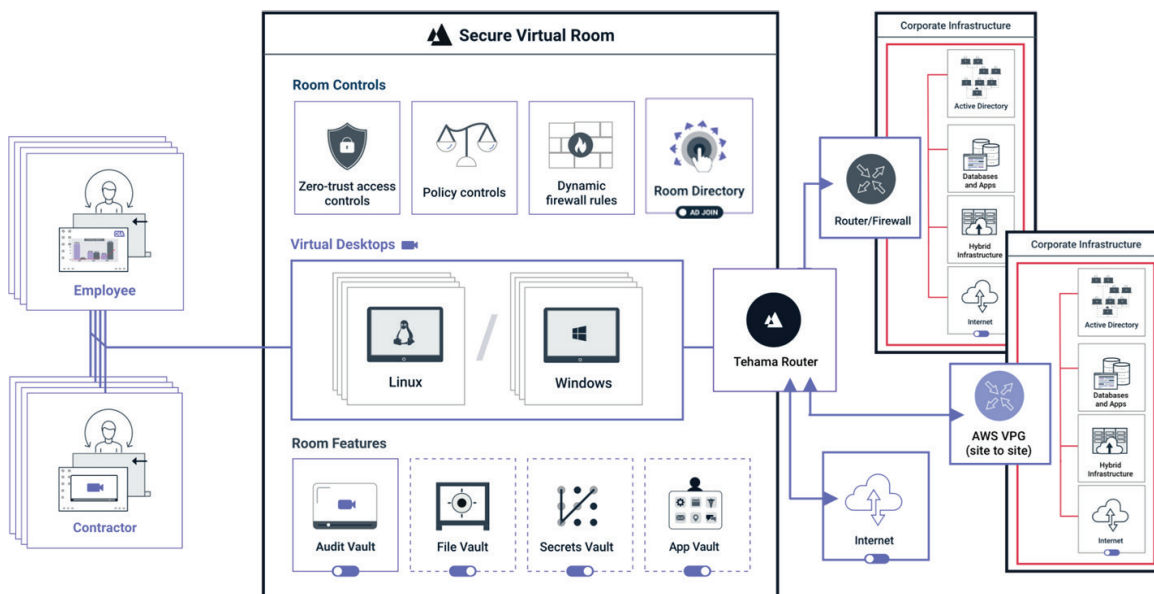 Secure Virtual Room
Room Controls
Zero-trust access
controls
Policy controls
Dynamic
firewall rules
Room Directory
AD JOIN
Employee
Contractor
Virtual Desktops
Linux
Windows
Tehama Router
Room Features
Audit Vault
File Vault
Secrets Vault
App Vault
Router/Firewall
AWS VPG
(site to site)
Internet
Corporate Infrastructure
Active Directory
Databases
and Apps
Hybrid
Infrastructure
Internet
Corporate Infrastructure
Active Directory
Databases
and Apps
Hybrid
Infrastructure
Internet